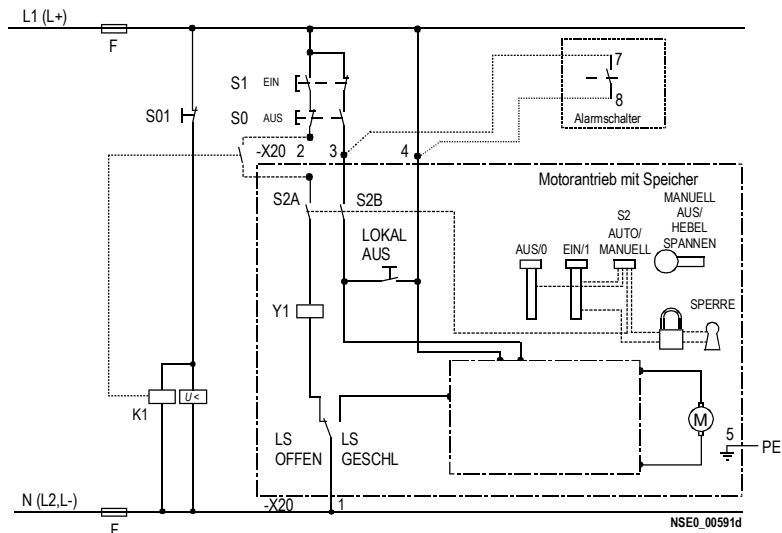 L1 (L+)
F
S1 EIN
S0 AUS
S01
7
8
Alarmschalter
-X20 2 3 4
Motorantrieb mit Speicher
S2A
S2B
LOKAL
AUS
AUS/0
EIN/1
S2
AUTO/
MANUELL
MANUELL
AUS/
HEBEL
SPANNEN
SPERRE
Y1
K1
U<
LS
OFFEN
LS
GESCHL
M
5
PE
N (L2,L-)
F
-X20
1
NSE0_00591d